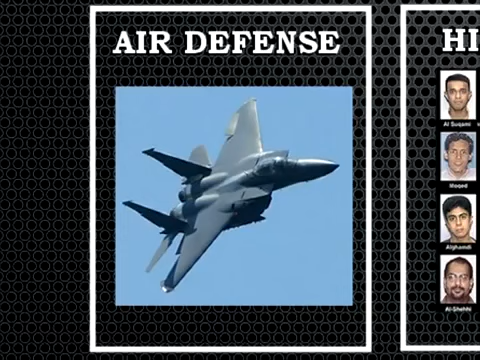 AIR DEFENSE
HI
Al Suqami
Moqed
Alghamdi
Al-Shehhi